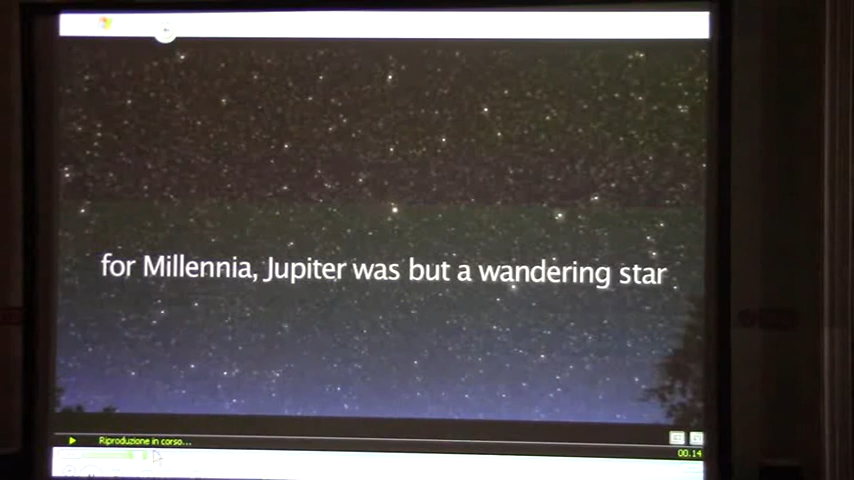 for Millennia, Jupiter was but a wandering star
Riproduzione in corso...
00.14